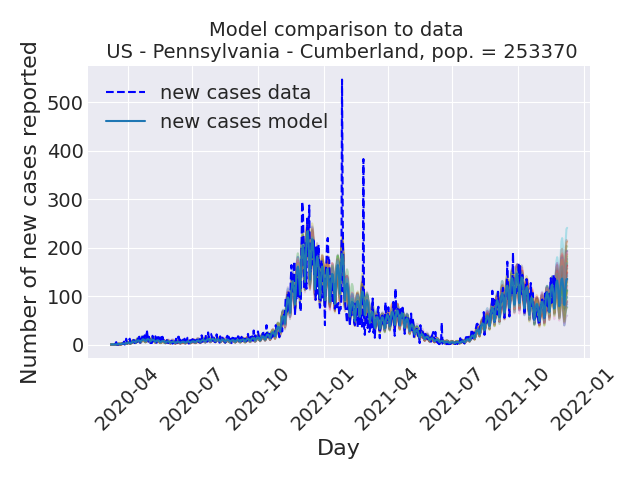 Model comparison to data
US - Pennsylvania - Cumberland, pop. = 253370
Number of new cases reported
new cases data
new cases model
500
400
300
200
100
0
2020-04
2020-07
2020-10
2021-01
2021-04
2021-07
2021-10
2022-01
Day